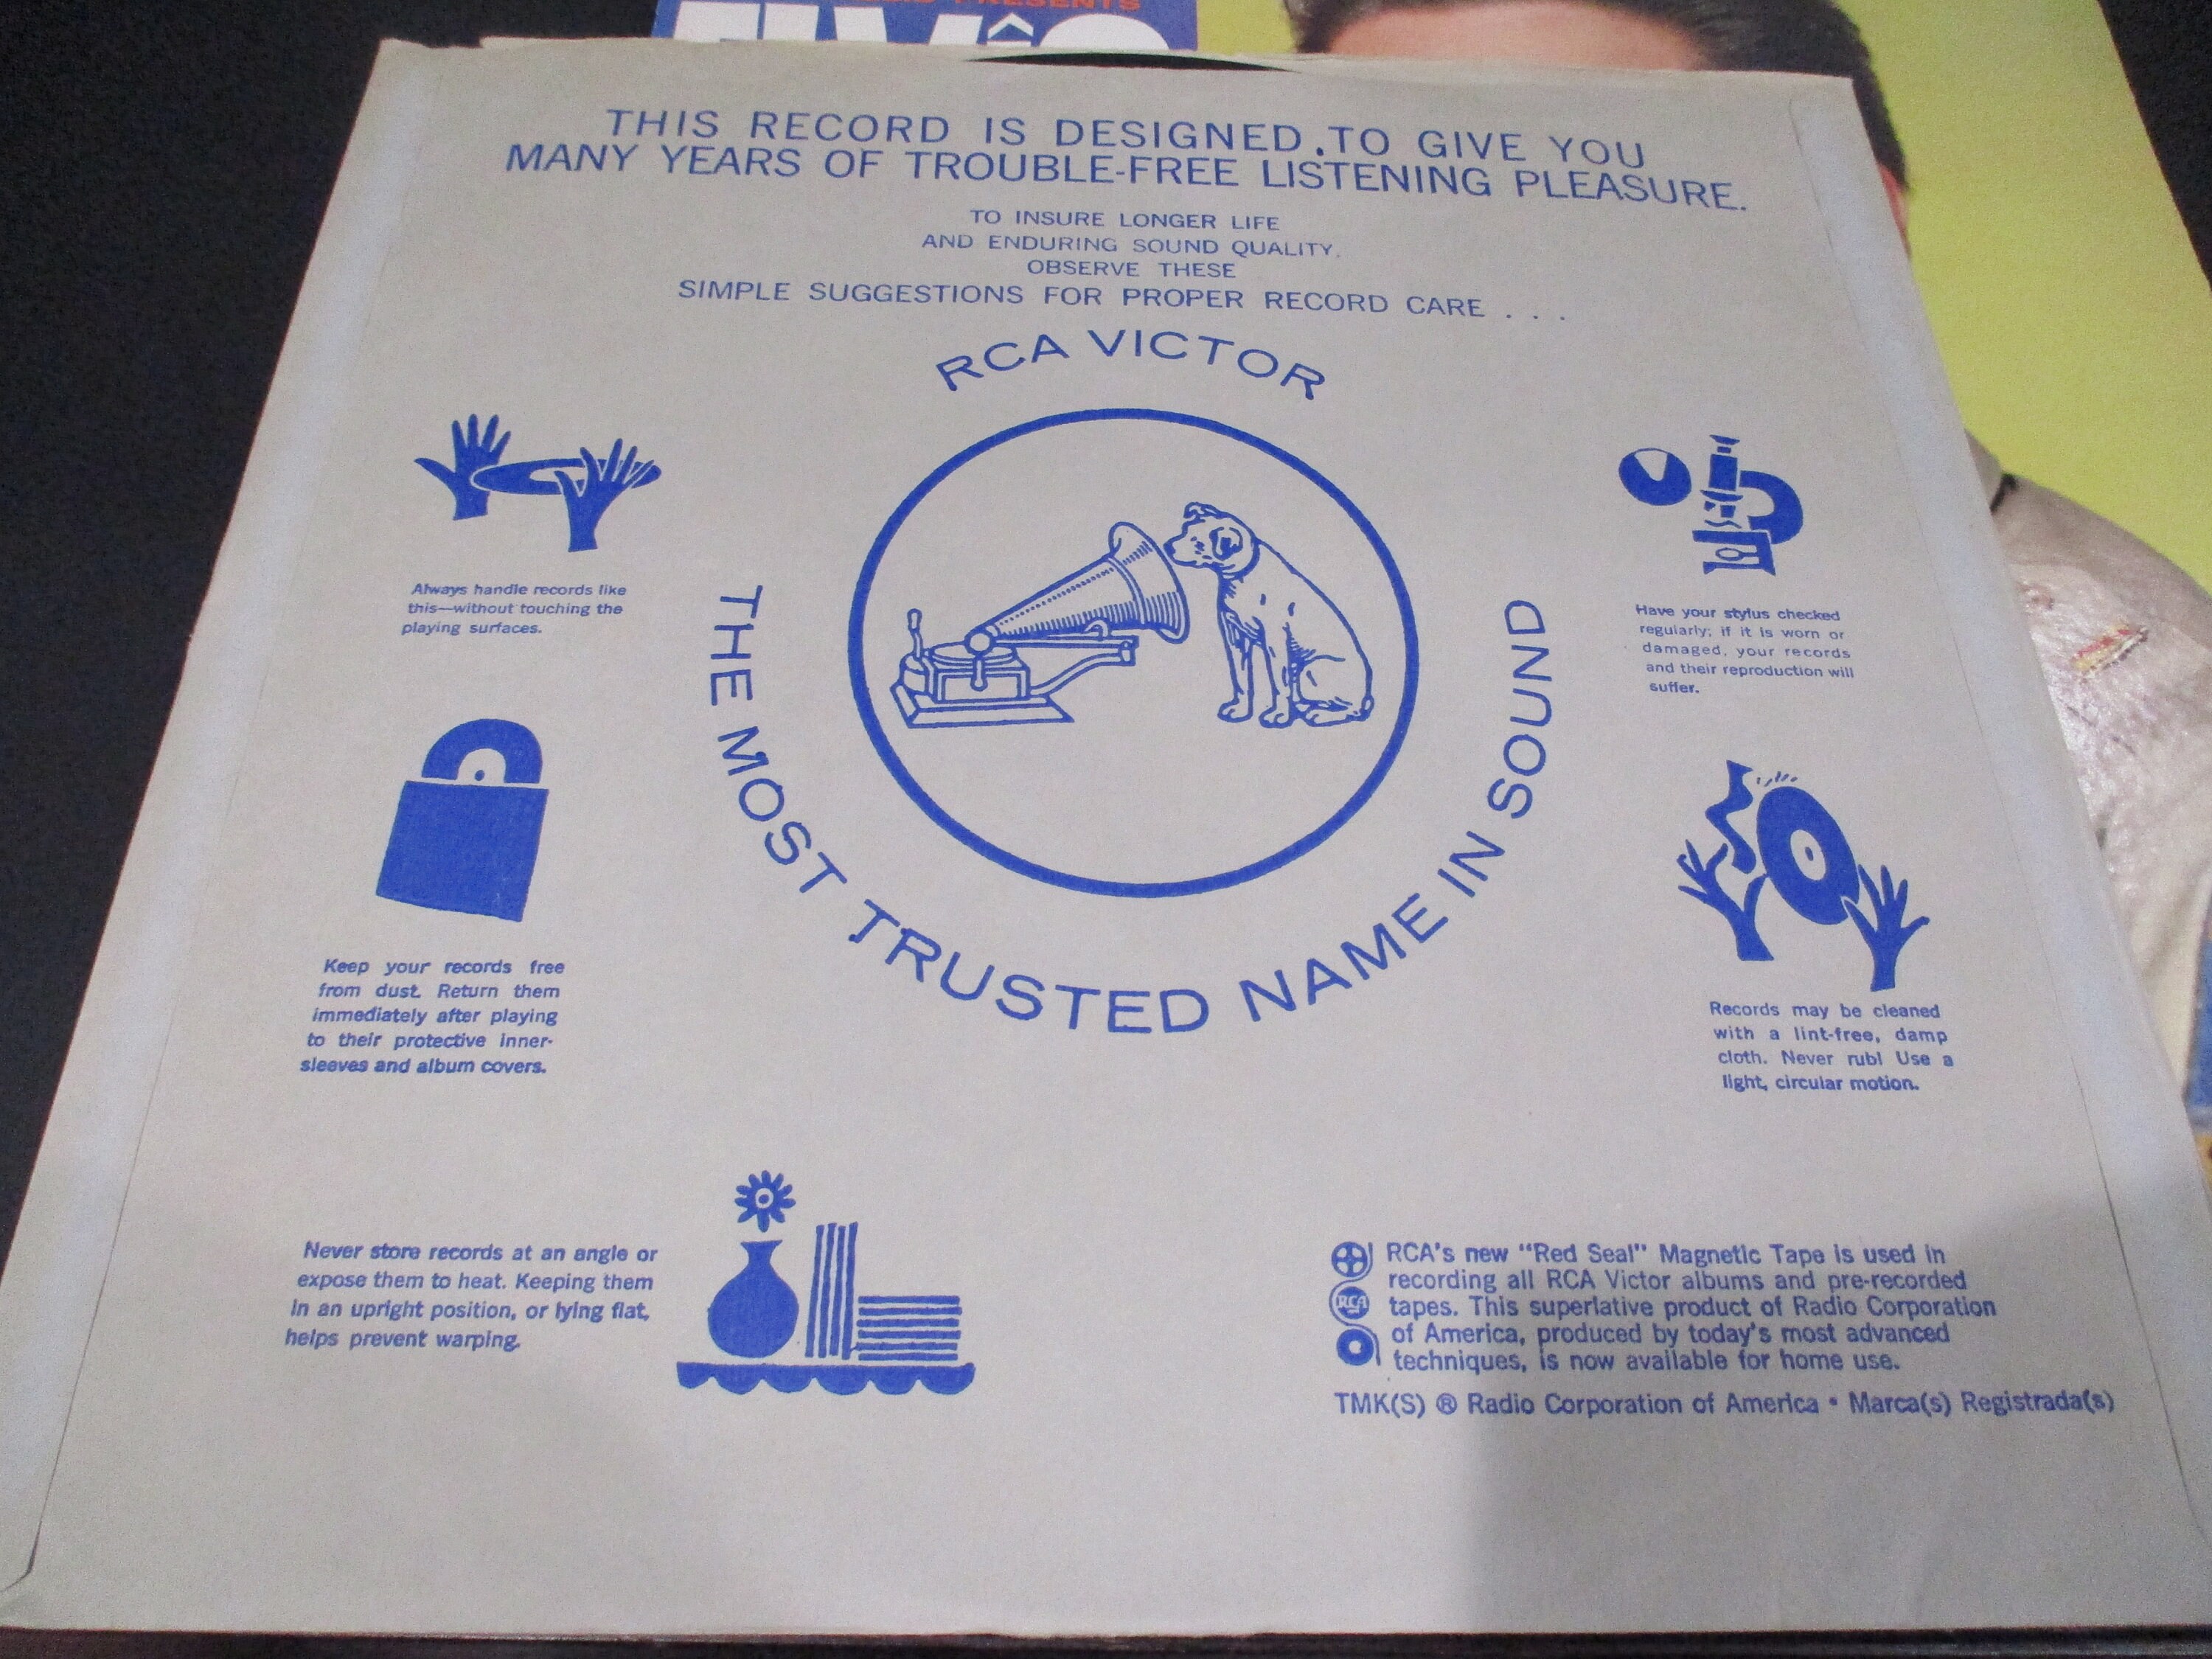 PRESENTS
ELVIS
THIS RECORD IS DESIGNED TO GIVE YOU
MANY YEARS OF TROUBLE-FREE LISTENING PLEASURE.
TO INSURE LONGER LIFE
AND ENDURING SOUND QUALITY,
OBSERVE THESE
SIMPLE SUGGESTIONS FOR PROPER RECORD CARE . . .
RCA VICTOR
THE MOST TRUSTED NAME IN SOUND
Always handle records like
this—without touching the
playing surfaces.
Have your stylus checked
regularly; if it is worn or
damaged, your records
and their reproduction will
suffer.
Keep your records free
from dust. Return them
immediately after playing
to their protective inner-
sleeves and album covers.
Records may be cleaned
with a lint-free, damp
cloth. Never rub! Use a
light, circular motion.
Never store records at an angle or
expose them to heat. Keeping them
in an upright position, or lying flat,
helps prevent warping.
RCA
RCA's new "Red Seal" Magnetic Tape is used in
recording all RCA Victor albums and pre-recorded
tapes. This superlative product of Radio Corporation
of America, produced by today's most advanced
techniques, is now available for home use.
TMK(S) ® Radio Corporation of America • Marca(s) Registrada(s)